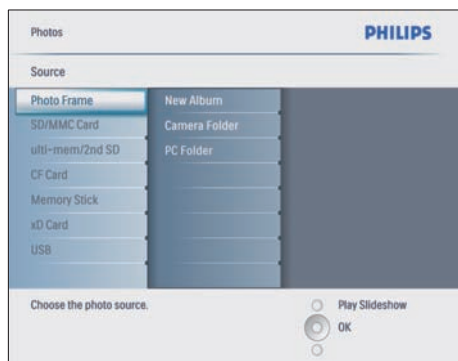 Photos
PHILIPS
Source
Photo Frame
New Album
SD/MMC Card
Camera Folder
ulti-mem/2nd SD
PC Folder
CF Card
Memory Stick
xD Card
USB
Choose the photo source.
Play Slideshow
OK